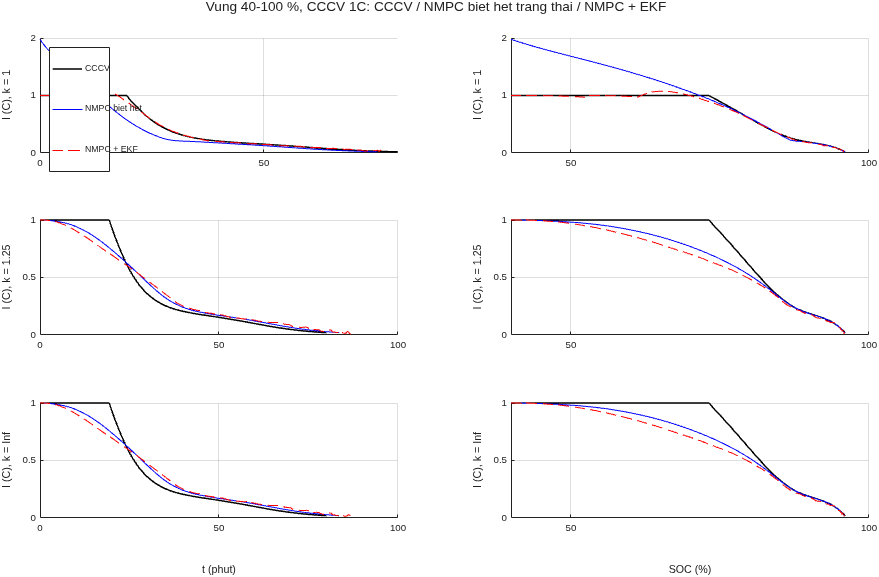 Vung 40-100 %, CCCV 1C: CCCV / NMPC biet het trang thai / NMPC + EKF
I (C), k = 1
2
1
0
0
50
CCCV
NMPC biet het
NMPC + EKF
I (C), k = 1
2
1
0
50
100
I (C), k = 1.25
1
0.5
0
0
50
100
I (C), k = 1.25
1
0.5
0
50
100
I (C), k = Inf
1
0.5
0
0
50
100
t (phut)
I (C), k = Inf
1
0.5
0
50
100
SOC (%)